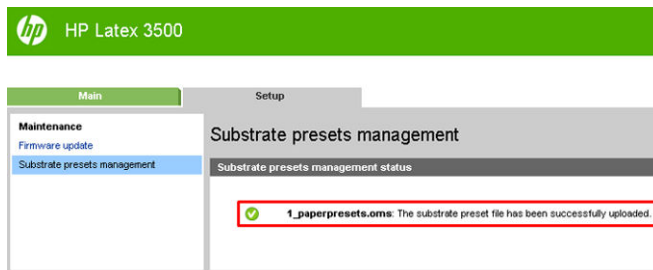 hp HP Latex 3500
Main Setup
Maintenance
Firmware update
Substrate presets management
Substrate presets management
Substrate presets management status
1_paperpresets.oms: The substrate preset file has been successfully uploaded.